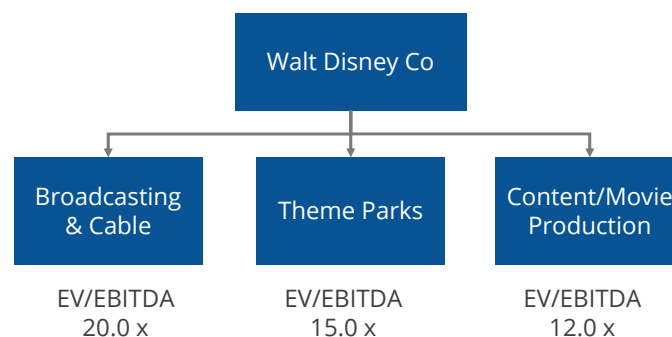 Walt Disney Co
Broadcasting
& Cable
Theme Parks
Content/Movie
Production
EV/EBITDA
20.0 x
EV/EBITDA
15.0 x
EV/EBITDA
12.0 x